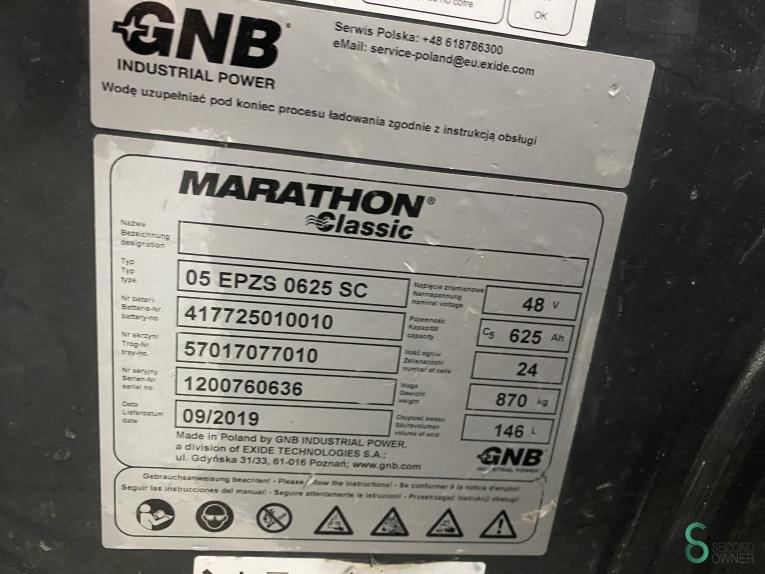 OK
GNB®
INDUSTRIAL POWER
Serwis Polska: +48 618786300
eMail: service-poland@eu.exide.com
Wodę uzupełniać pod koniec procesu ładowania zgodnie z instrukcją obsługi
MARATHON®
Classic
Nazwa
Bezeichnung
designation
Typ
Typ
type
05 EPZS 0625 SC
Napięcie znamionowe
Nennspannung
nominal voltage
48 V
Nr baterii
Batterie-Nr.
battery-no.
417725010010
Pojemność
Kapazität
capacity
C5 625 Ah
Nr skrzyni
Trog-Nr.
tray-no.
57017077010
Ilość ogniw
Zellenanzahl
number of cells
24
Nr seryjny
Serien-Nr.
serial no.
1200760636
Waga
Gewicht
weight
870 kg
Data
Lieferdatum
date
09/2019
Objętość kwasu
Säurevolumen
volume of acid
146 L
Made in Poland by GNB INDUSTRIAL POWER,
a division of EXIDE TECHNOLOGIES S.A.;
ul. Gdyńska 31/33, 61-016 Poznań; www.gnb.com
GNB
INDUSTRIAL POWER
Gebrauchsanweisung beachten! - Please follow the instructions! - Se conformer à la notice d'emploi!
Seguir las instrucciones del manual! - Seguire attentamente le istruzioni! - Przestrzegać instrukcji obsługi!
SECOND
OWNER